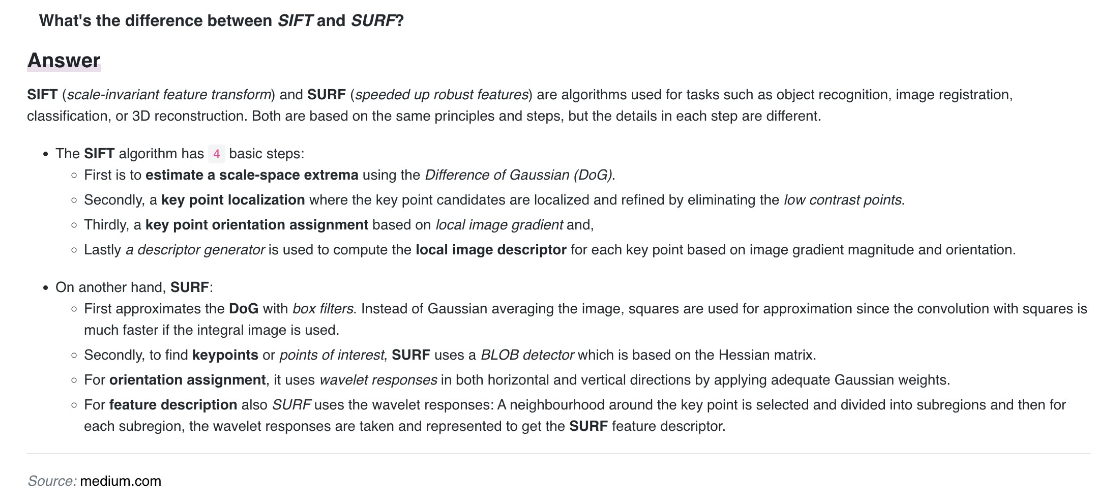 What's the difference between SIFT and SURF?
Answer
SIFT (scale-invariant feature transform) and SURF (speeded up robust features) are algorithms used for tasks such as object recognition, image registration,
classification, or 3D reconstruction. Both are based on the same principles and steps, but the details in each step are different.
• The SIFT algorithm has 4 basic steps:
◦ First is to estimate a scale-space extrema using the Difference of Gaussian (DoG).
◦ Secondly, a key point localization where the key point candidates are localized and refined by eliminating the low contrast points.
◦ Thirdly, a key point orientation assignment based on local image gradient and,
◦ Lastly a descriptor generator is used to compute the local image descriptor for each key point based on image gradient magnitude and orientation.
• On another hand, SURF:
◦ First approximates the DoG with box filters. Instead of Gaussian averaging the image, squares are used for approximation since the convolution with squares is
much faster if the integral image is used.
◦ Secondly, to find keypoints or points of interest, SURF uses a BLOB detector which is based on the Hessian matrix.
◦ For orientation assignment, it uses wavelet responses in both horizontal and vertical directions by applying adequate Gaussian weights.
◦ For feature description also SURF uses the wavelet responses: A neighbourhood around the key point is selected and divided into subregions and then for
each subregion, the wavelet responses are taken and represented to get the SURF feature descriptor.
Source: medium.com